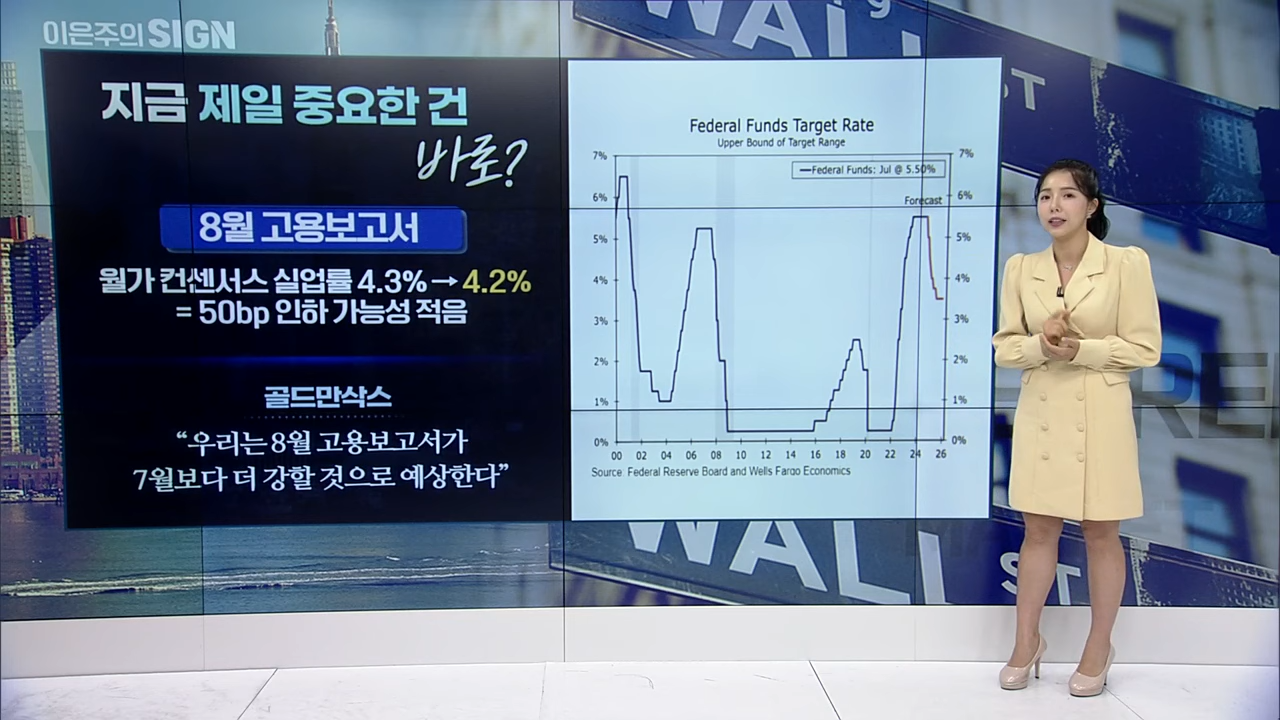 이은주의 SIGN
지금 제일 중요한 건
바로?
8월 고용보고서
월가 컨센서스 실업률 4.3% → 4.2%
= 50bp 인하 가능성 적음
골드만삭스
“우리는 8월 고용보고서가
7월보다 더 강할 것으로 예상한다”
Federal Funds Target Rate
Upper Bound of Target Range
Federal Funds: Jul @ 5.50%
Forecast
7% 7%
6% 6%
5% 5%
4% 4%
3% 3%
2% 2%
1% 1%
0% 0%
00 02 04 06 08 10 12 14 16 18 20 22 24 26
Source: Federal Reserve Board and Wells Fargo Economics
WALL ST
WALL ST
RE